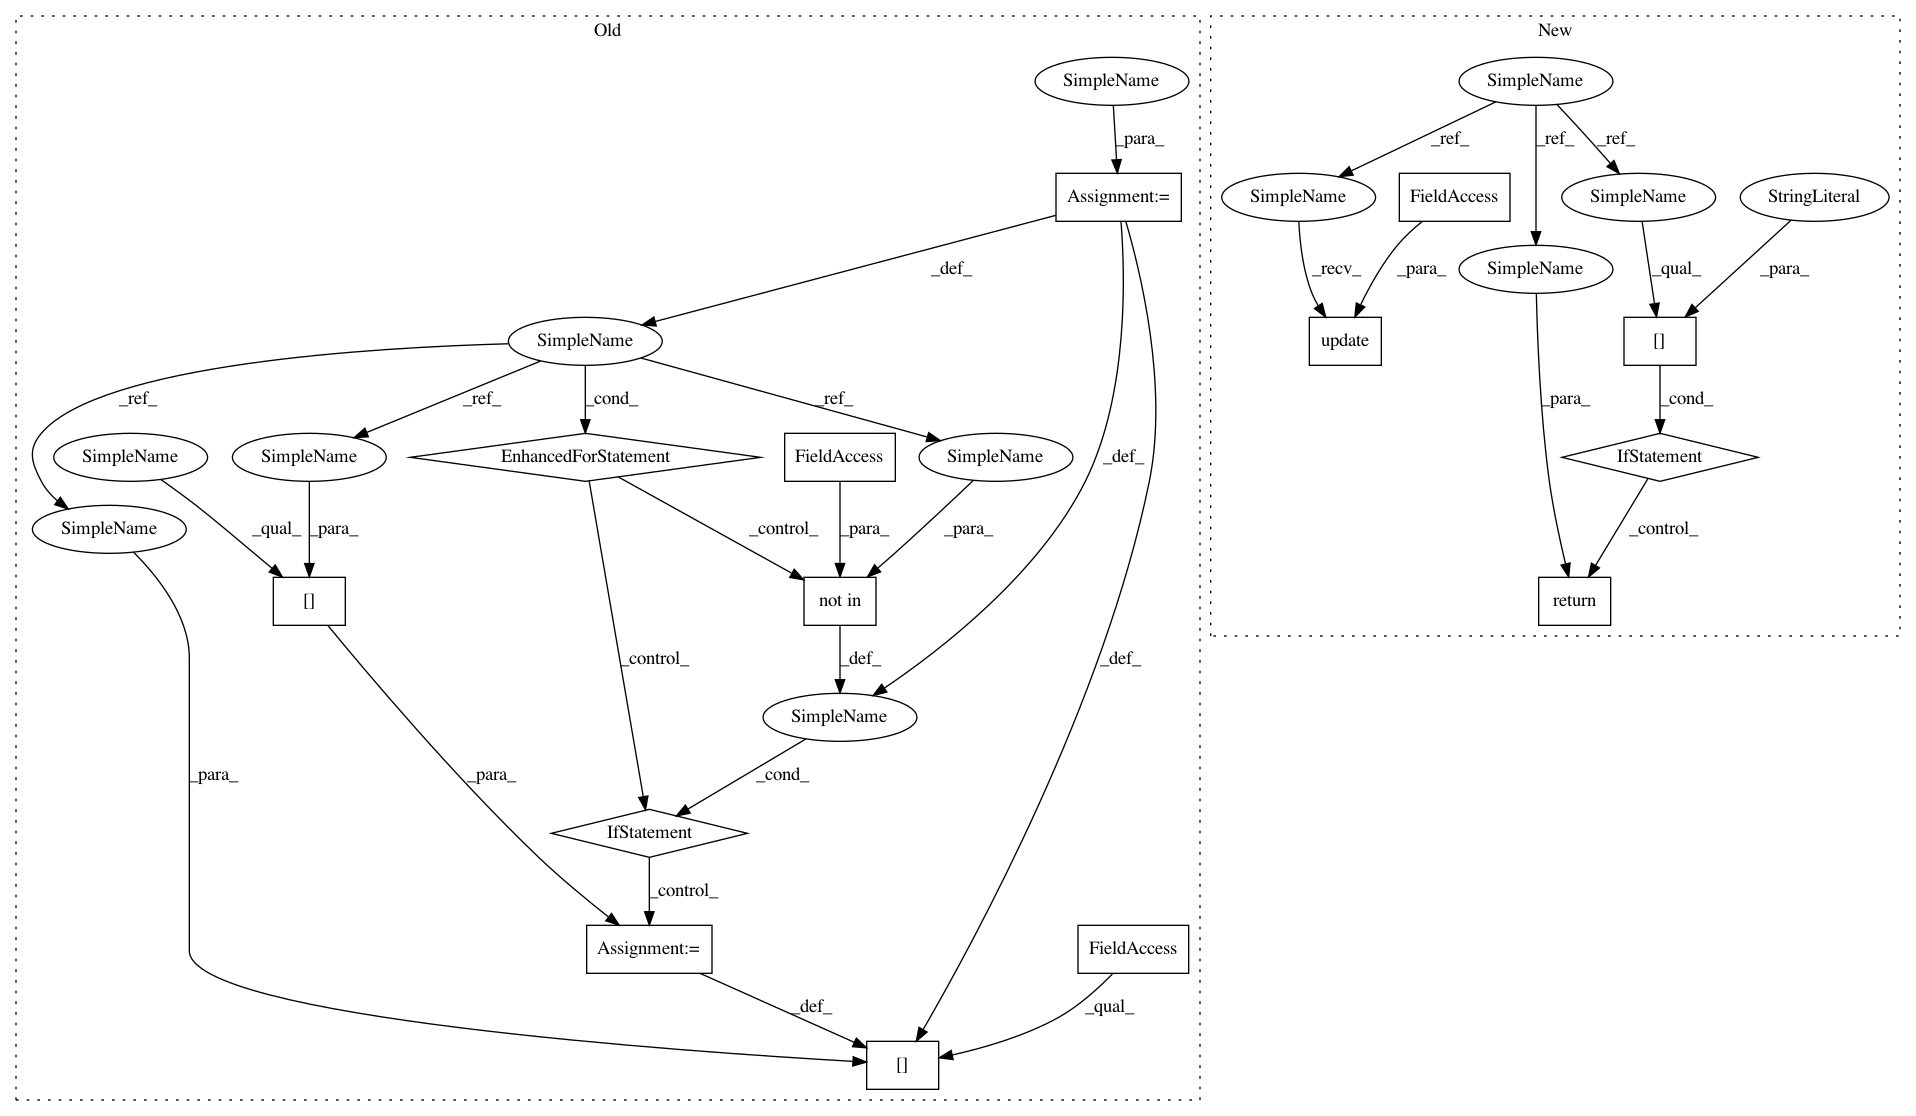 Old
New
SimpleName
SimpleName
_para_
_ref_
_ref_
_ref_
Assignment:=
SimpleName
FieldAccess
SimpleName
StringLiteral
_def_
SimpleName
_recv_
_para_
_qual_
_para_
SimpleName
update
[]
_ref_
_ref_
_cond_
_ref_
_para_
_cond_
SimpleName
SimpleName
EnhancedForStatement
FieldAccess
SimpleName
_def_
IfStatement
SimpleName
_qual_
_para_
_control_
_para_
_para_
_control_
[]
not in
return
_control_
_def_
_def_
SimpleName
_para_
_para_
_cond_
IfStatement
_control_
Assignment:=
FieldAccess
_def_
_qual_
[]